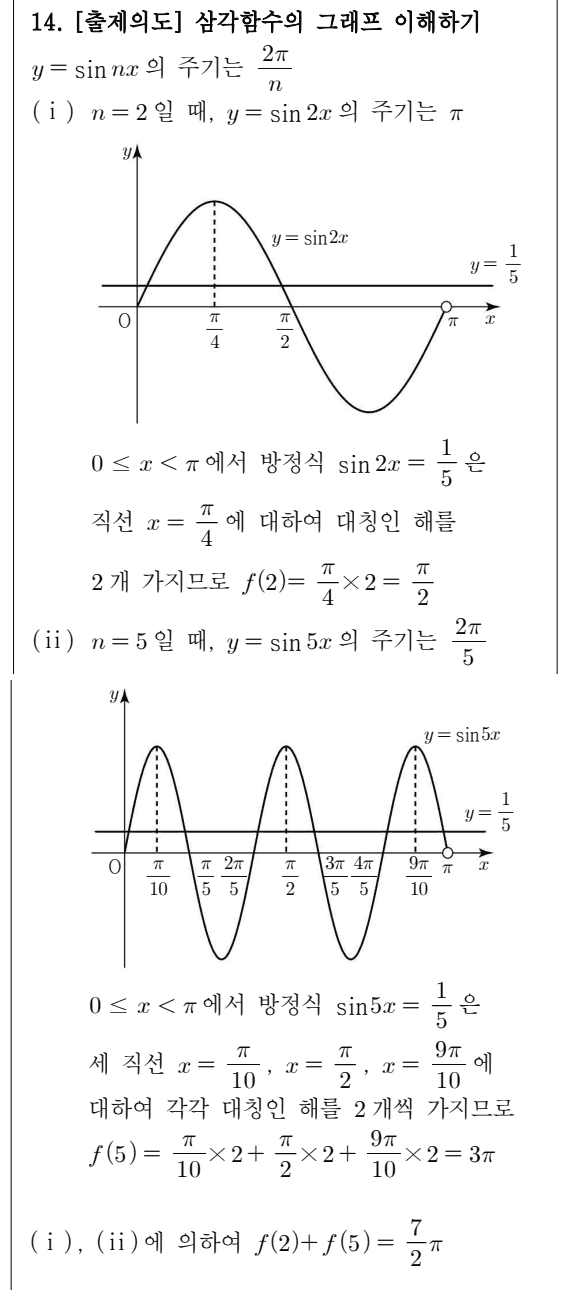 14. [출제의도] 삼각함수의 그래프 이해하기
y = sin nx 의 주기는 2π/n
(ⅰ) n = 2 일 때, y = sin 2x 의 주기는 π
y
y = sin2x
y = 1/5
O π/4 π/2 π x
0 ≤ x < π 에서 방정식 sin 2x = 1/5 은
직선 x = π/4 에 대하여 대칭인 해를
2 개 가지므로 f(2) = π/4 × 2 = π/2
(ⅱ) n = 5 일 때, y = sin 5x 의 주기는 2π/5
y
y = sin5x
y = 1/5
O π/10 π/5 2π/5 π/2 3π/5 4π/5 9π/10 π x
0 ≤ x < π 에서 방정식 sin5x = 1/5 은
세 직선 x = π/10, x = π/2, x = 9π/10 에
대하여 각각 대칭인 해를 2 개씩 가지므로
f(5) = π/10 × 2 + π/2 × 2 + 9π/10 × 2 = 3π
(ⅰ), (ⅱ)에 의하여 f(2) + f(5) = 7/2 π